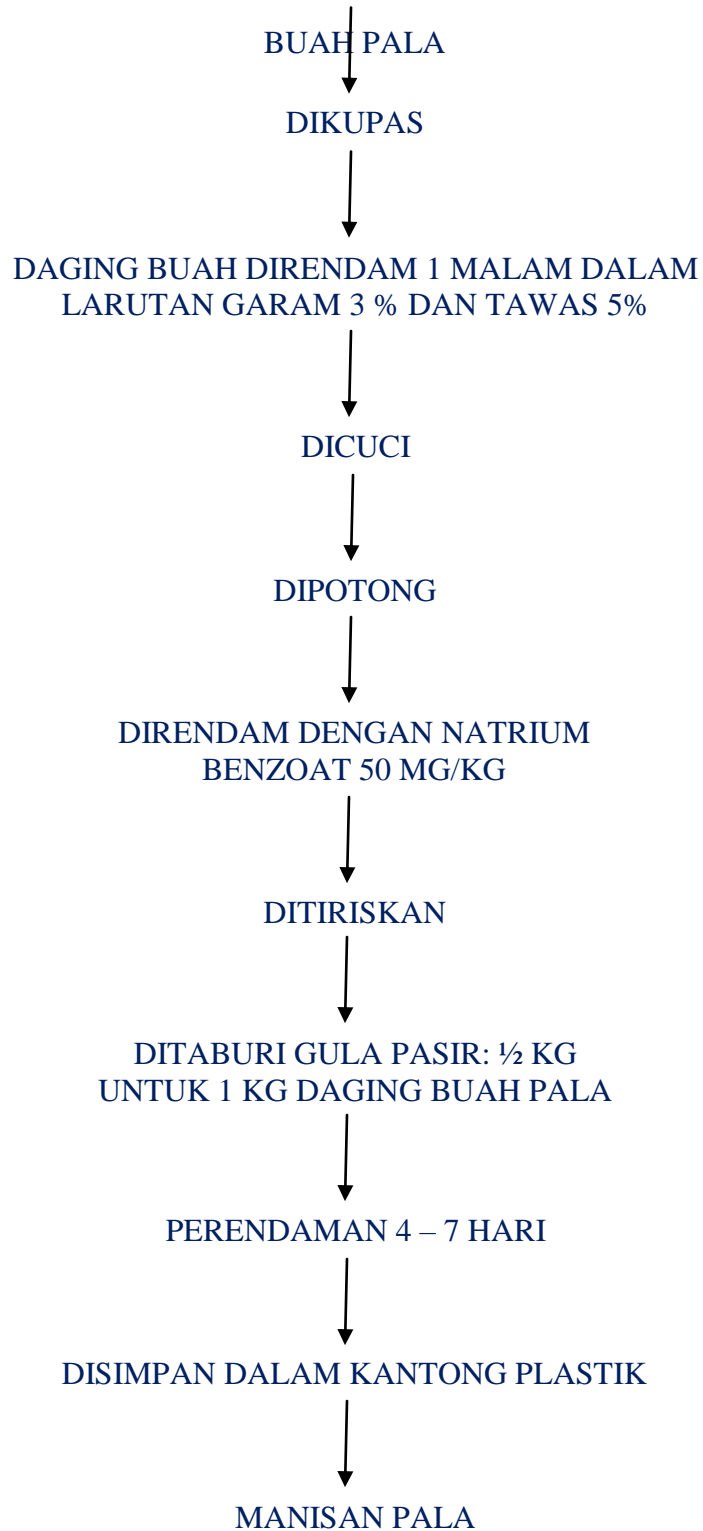 BUAH PALA
DIKUPAS
DAGING BUAH DIRENDAM 1 MALAM DALAM
LARUTAN GARAM 3 % DAN TAWAS 5%
DICUCI
DIPOTONG
DIRENDAM DENGAN NATRIUM
BENZOAT 50 MG/KG
DITIRISKAN
DITABURI GULA PASIR: ½ KG
UNTUK 1 KG DAGING BUAH PALA
PERENDAMAN 4 – 7 HARI
DISIMPAN DALAM KANTONG PLASTIK
MANISAN PALA